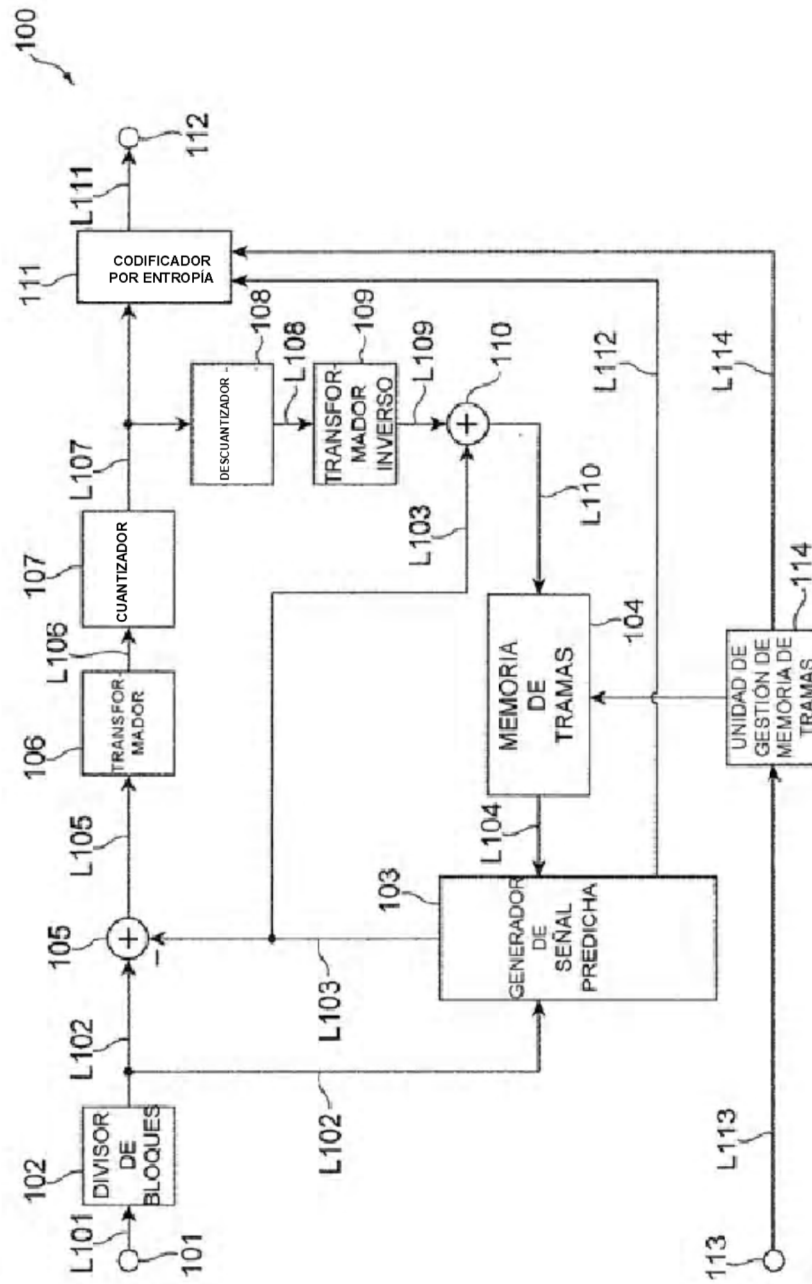 100
L101
101
102
DIVISOR
DE
BLOQUES
L102
L102
105
–
L105
106
TRANSFOR-
MADOR
L106
107
CUANTIZADOR
L107
111
CODIFICADOR
POR ENTROPÍA
L111
112
DESCUANTIZADOR
108
L108
TRANSFOR-
MADOR
INVERSO
109
L109
110
L103
L103
L110
103
GENERADOR
DE
SEÑAL
PREDICHA
L104
MEMORIA
DE
TRAMAS
104
L112
L114
113
L113
UNIDAD DE
GESTIÓN DE
MEMORIA DE
TRAMAS
114